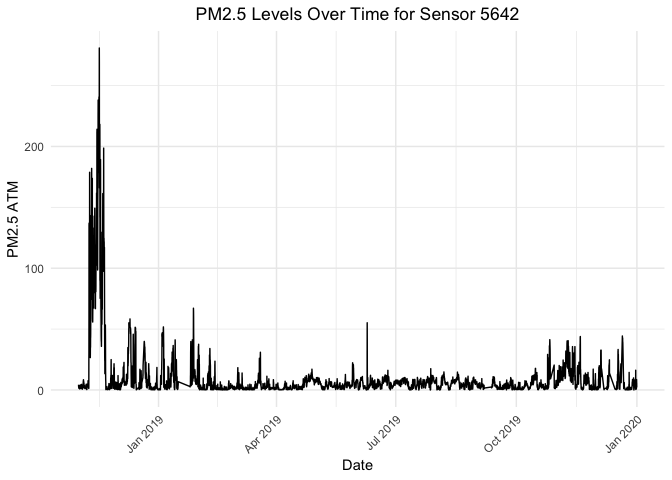 PM2.5 Levels Over Time for Sensor 5642
PM2.5 ATM
200
100
0
Jan 2019
Apr 2019
Jul 2019
Oct 2019
Jan 2020
Date